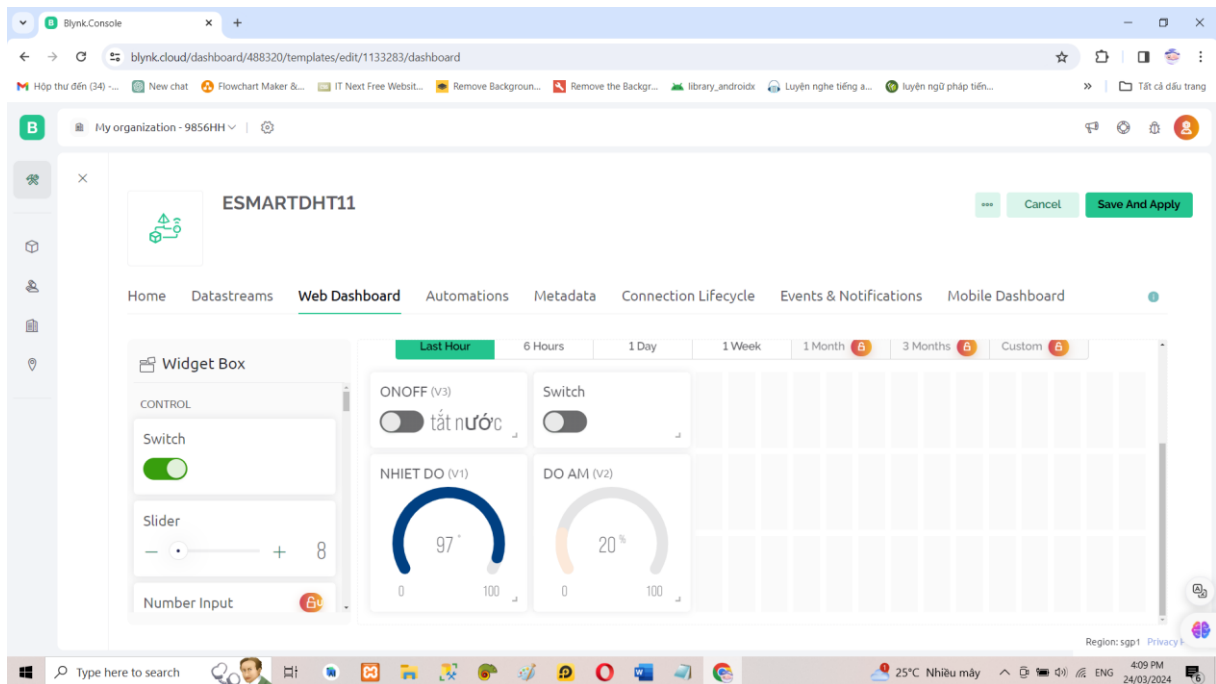 Blynk.Console
blynk.cloud/dashboard/488320/templates/edit/1133283/dashboard
Hộp thư đến (34) -... New chat Flowchart Maker &... IT Next Free Websit... Remove Backgroun... Remove the Backgr... library_androidx Luyện nghe tiếng a... luyện ngữ pháp tiến... » Tất cả dấu trang
B My organization - 9856HH
ESMARTDHT11
Cancel Save And Apply
Home Datastreams Web Dashboard Automations Metadata Connection Lifecycle Events & Notifications Mobile Dashboard
Widget Box
Last Hour 6 Hours 1 Day 1 Week 1 Month 3 Months Custom
CONTROL
ONOFF (V3) Switch
tắt nước
Switch
NHIET DO (V1) DO AM (V2)
Slider
97° 20%
— + 8
0 100 0 100
Number Input
Region: sgp1 Privacy
Type here to search
25°C Nhiều mây ENG 4:09 PM
24/03/2024 6